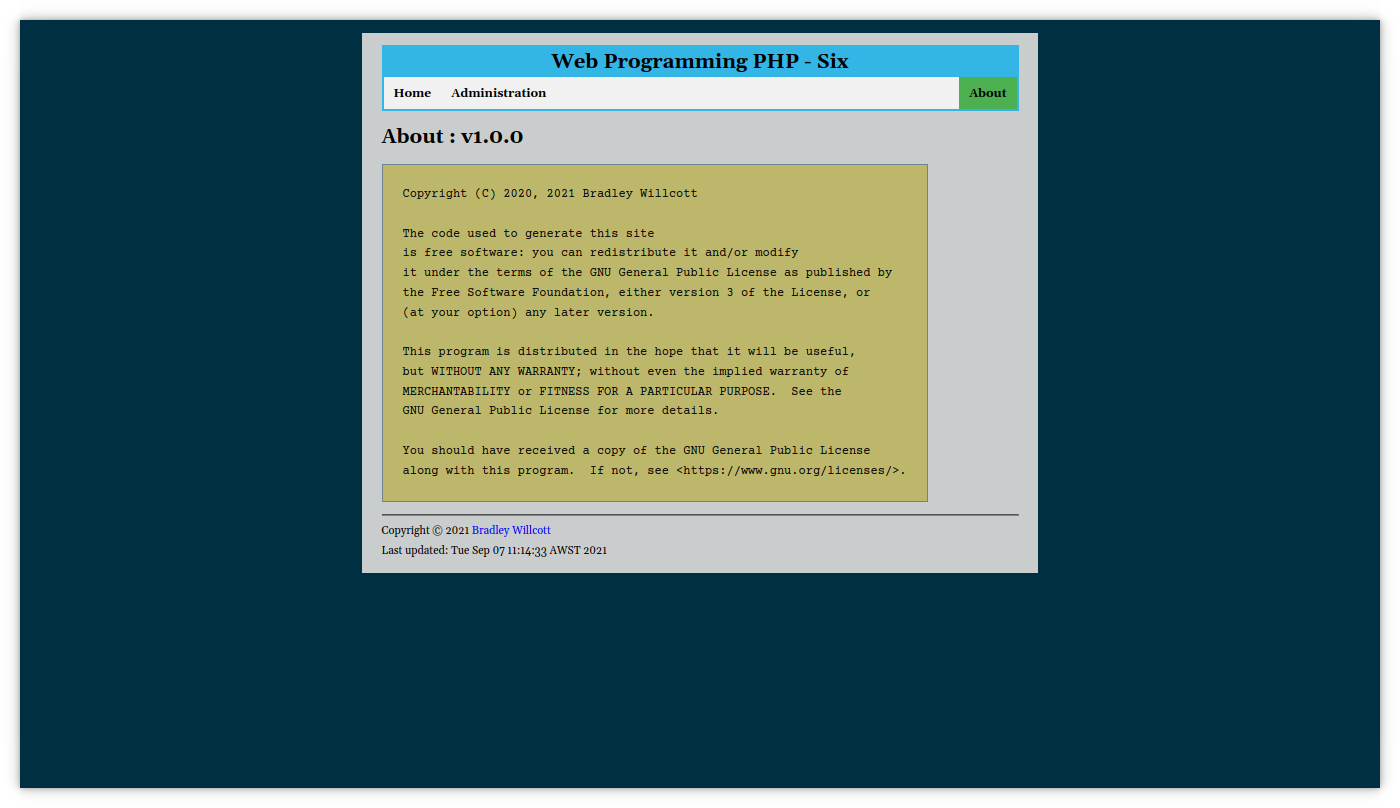 Web Programming PHP - Six
Home Administration About
About : v1.0.0
Copyright (C) 2020, 2021 Bradley Willcott
The code used to generate this site
is free software: you can redistribute it and/or modify
it under the terms of the GNU General Public License as published by
the Free Software Foundation, either version 3 of the License, or
(at your option) any later version.
This program is distributed in the hope that it will be useful,
but WITHOUT ANY WARRANTY; without even the implied warranty of
MERCHANTABILITY or FITNESS FOR A PARTICULAR PURPOSE.  See the
GNU General Public License for more details.
You should have received a copy of the GNU General Public License
along with this program.  If not, see <https://www.gnu.org/licenses/>.
Copyright © 2021 Bradley Willcott
Last updated: Tue Sep 07 11:14:33 AWST 2021